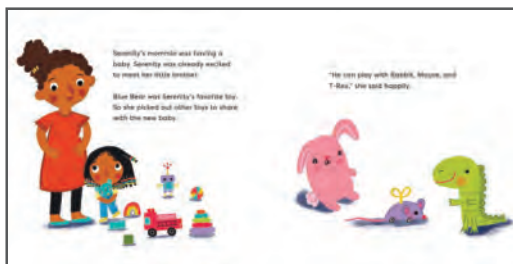 Serenity's mommie was having a
baby. Serenity was already excited
to meet her little brother.
Blue Bear was Serenity's favorite toy.
So she picked out other toys to share
with the new baby.
"He can play with Rabbit, Mouse, and
T-Rex," she said happily.